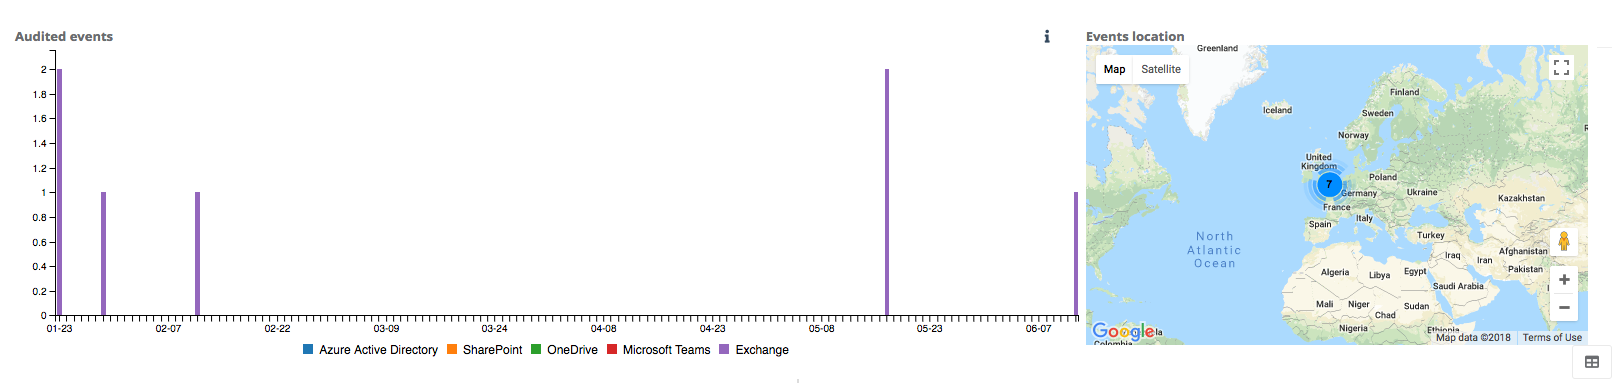 Audited events
i
2
1.8
1.6
1.4
1.2
1
0.8
0.6
0.4
0.2
0
01-23 02-07 02-22 03-09 03-24 04-08 04-23 05-08 05-23 06-07
Azure Active Directory SharePoint OneDrive Microsoft Teams Exchange
Events location
Map Satellite
Greenland
Iceland
Finland
Sweden
Norway
United
Kingdom
7
Poland
Germany
Ukraine
Kazakhstan
France
Italy
Spain
Turkey
North
Atlantic
Ocean
Afghanistan
Iraq
Iran
Pakistan
Algeria
Libya
Egypt
Saudi Arabia
Mali
Niger
Sudan
Chad
Nigeria
Ethiopia
Google
Colombia
Map data ©2018 Terms of Use
+
−